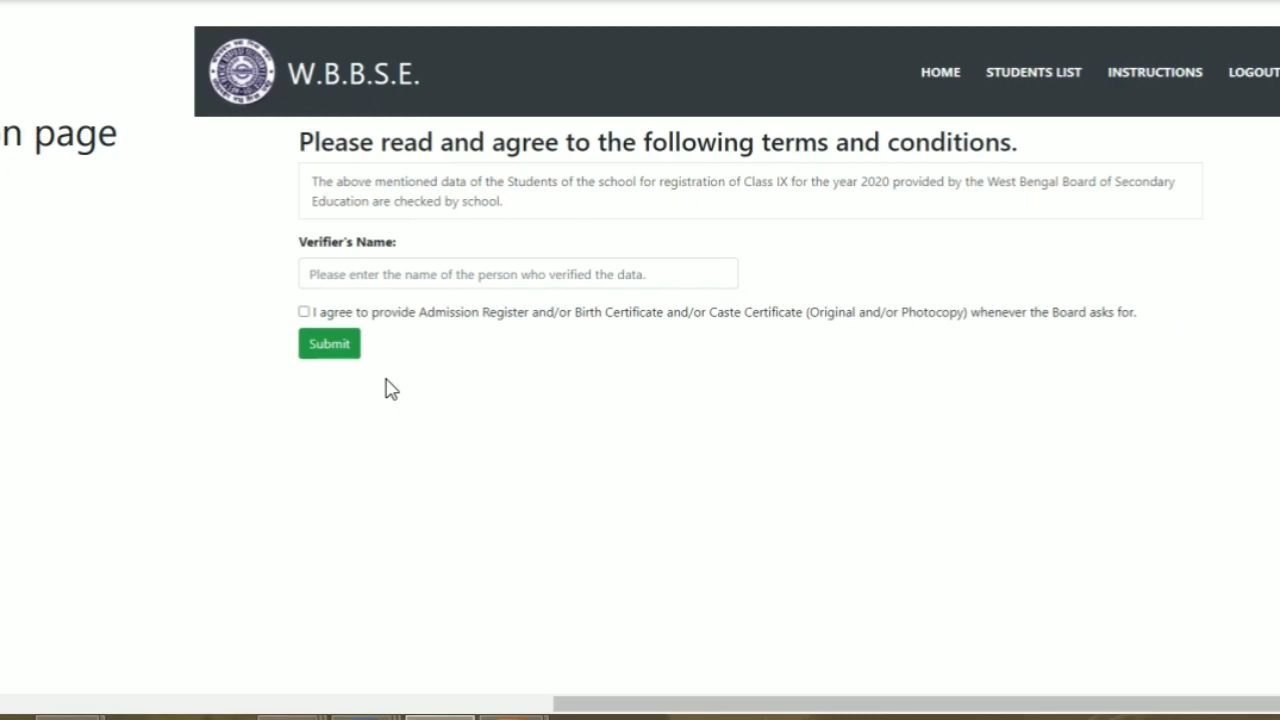 W.B.B.S.E.
HOME STUDENTS LIST INSTRUCTIONS LOGOUT
n page
Please read and agree to the following terms and conditions.
The above mentioned data of the Students of the school for registration of Class IX for the year 2020 provided by the West Bengal Board of Secondary
Education are checked by school.
Verifier's Name:
Please enter the name of the person who verified the data.
I agree to provide Admission Register and/or Birth Certificate and/or Caste Certificate (Original and/or Photocopy) whenever the Board asks for.
Submit